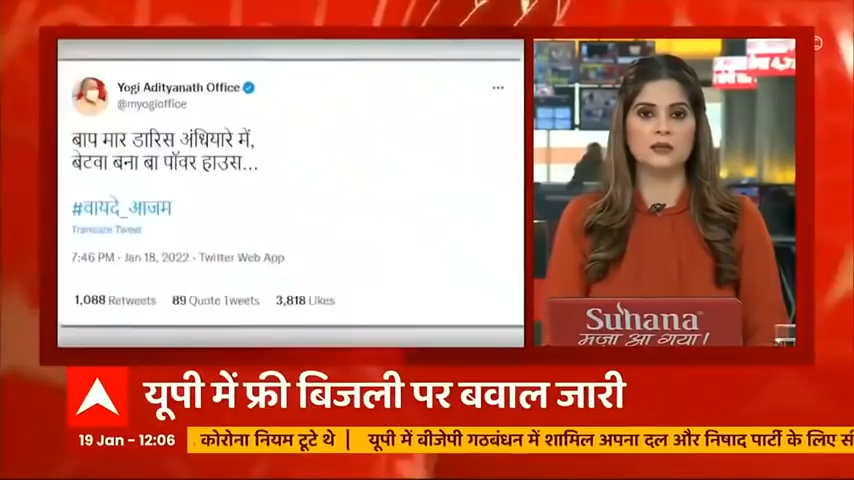 Yogi Adityanath Office
@myogioffice
बाप मार डारिस अंधियारे में,
बेटवा बना बा पॉवर हाउस...
#वायदे_आजम
Translate Tweet
7:46 PM · Jan 18, 2022 · Twitter Web App
1,088 Retweets 89 Quote Tweets 3,818 Likes
Suhana
मज़ा आ गया!
यूपी में फ्री बिजली पर बवाल जारी
19 Jan - 12:06
कोरोना नियम टूटे थे | यूपी में बीजेपी गठबंधन में शामिल अपना दल और निषाद पार्टी के लिए